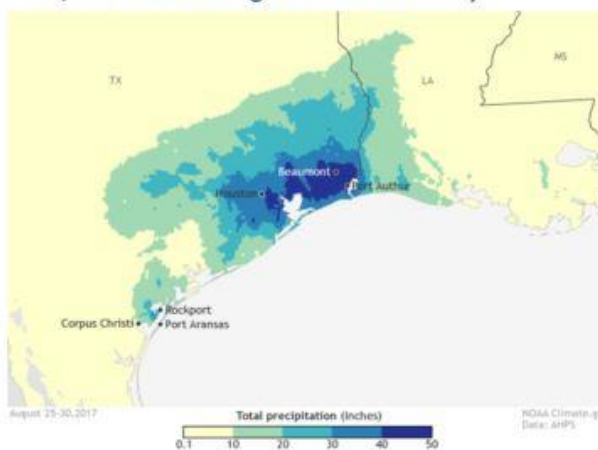 TX
LA
MS
Beaumont
Houston
Port Arthur
Rockport
Corpus Christi
Port Aransas
August 25-30, 2017
NOAA Climate.g
Data: AHPS
Total precipitation (inches)
0.1 10 20 30 40 50